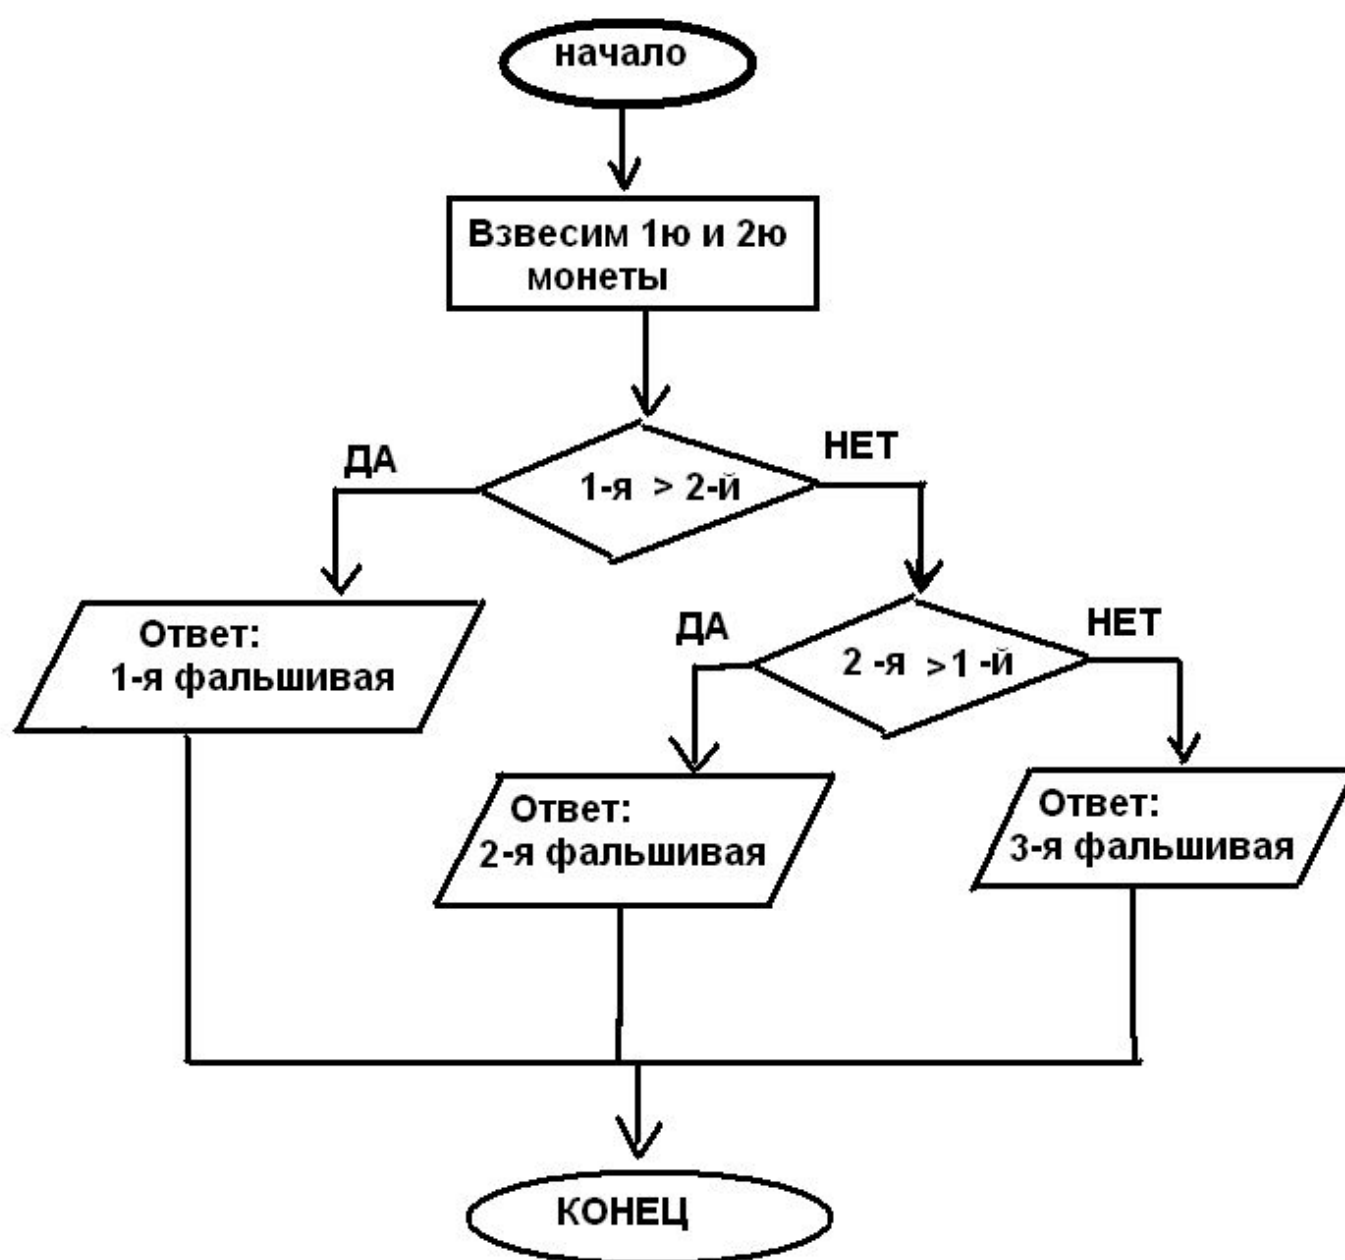 начало
Взвесим 1ю и 2ю
монеты
ДА
НЕТ
1-я > 2-й
Ответ:
1-я фальшивая
ДА
НЕТ
2 -я >1 -й
Ответ:
2-я фальшивая
Ответ:
3-я фальшивая
КОНЕЦ